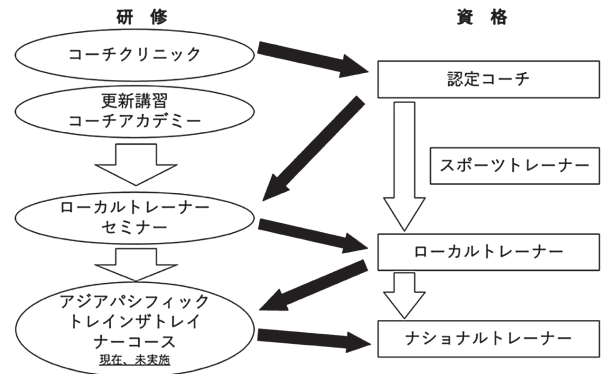 研 修
資 格
コーチクリニック
認定コーチ
更新講習
コーチアカデミー
スポーツトレーナー
ローカルトレーナー
セミナー
ローカルトレーナー
アジアパシフィック
トレインザトレイ
ナーコース
現在、未実施
ナショナルトレーナー